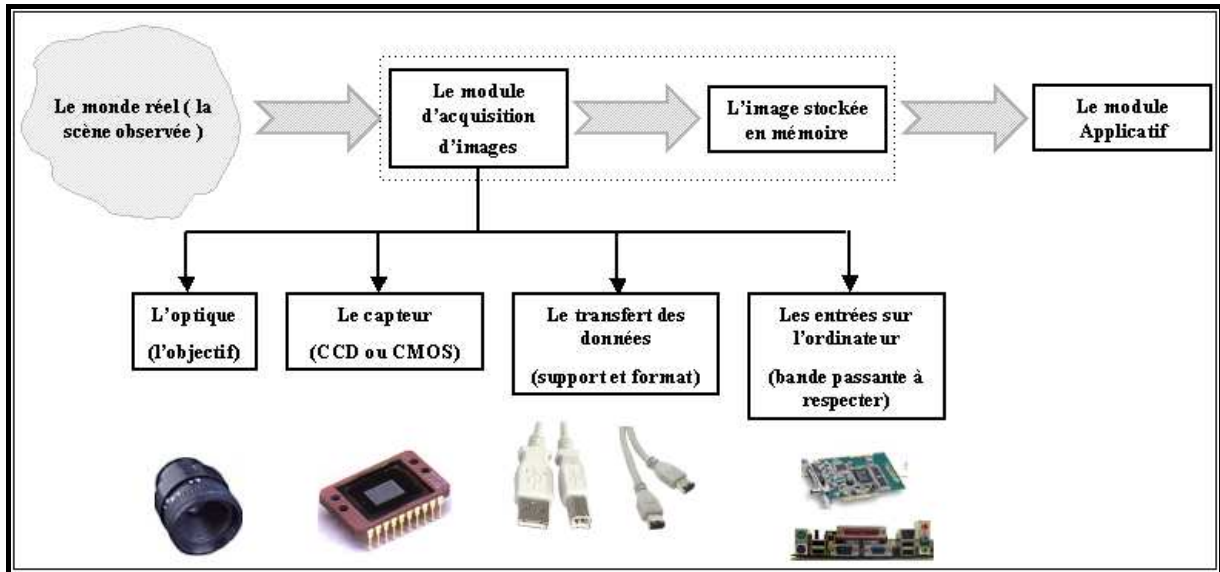 Le monde réel ( la
scène observée )
Le module
d'acquisition
d'images
L'image stockée
en mémoire
Le module
Applicatif
L'optique
(l'objectif)
Le capteur
(CCD ou CMOS)
Le transfert des
données
(support et format)
Les entrées sur
l'ordinateur
(bande passante à
respecter)